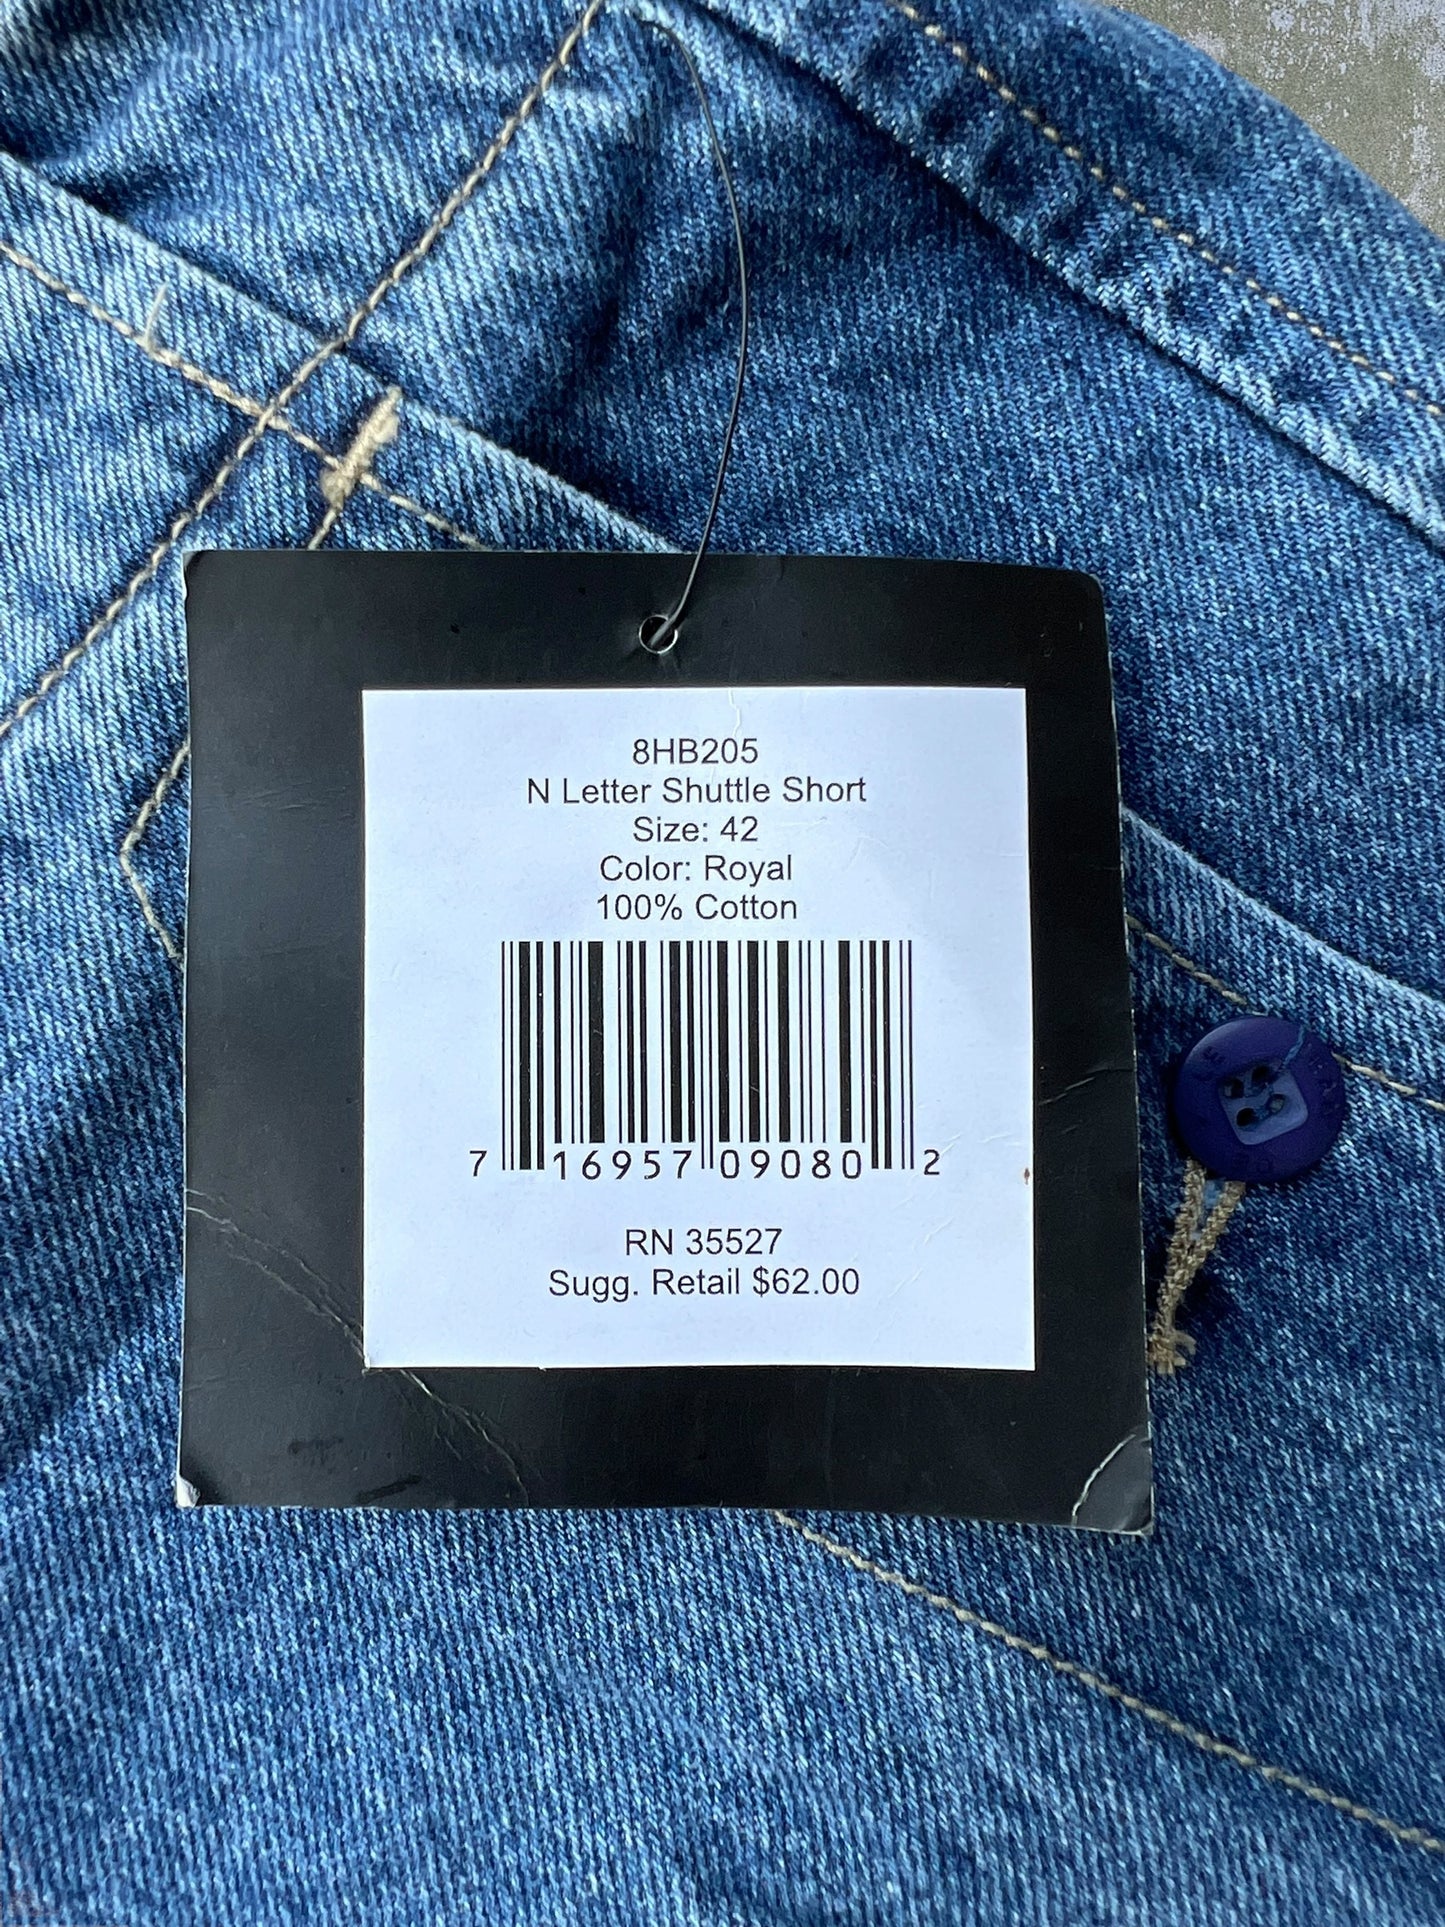 8HB205
N Letter Shuttle Short
Size: 42
Color: Royal
100% Cotton
7 16957 09080 2
RN 35527
Sugg. Retail $62.00